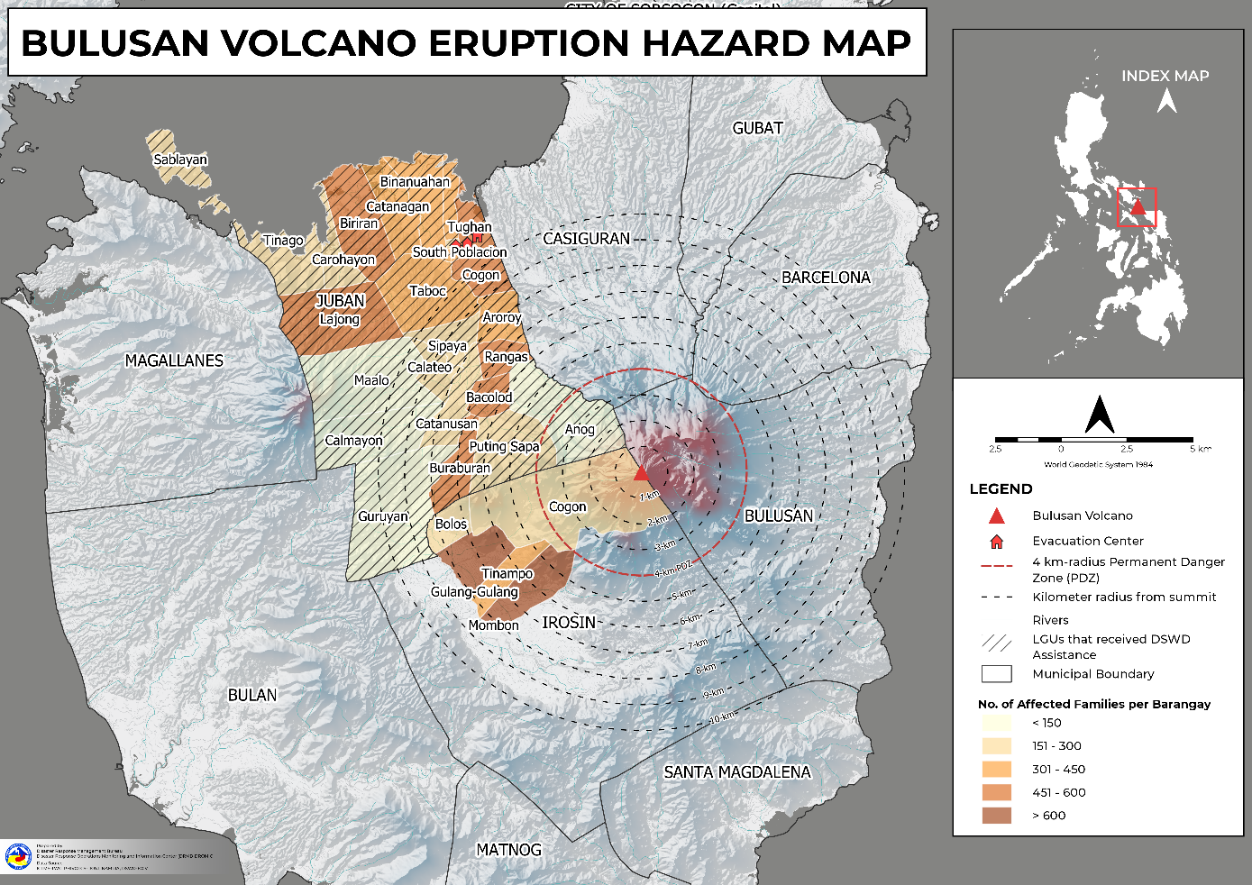 BULUSAN VOLCANO ERUPTION HAZARD MAP
INDEX MAP
GUBAT
Sablayan
Binanuahan
Catanagan
Biriran
Tughan
Tinago
CASIGURAN
South Poblacion
Carohayon
Cogon
BARCELONA
Taboc
JUBAN
Lajong
Aroroy
Sipaya
MAGALLANES
Rangas
Calateo
Maalo
Bacolod
Catanusan
Anog
Calmayon
Puting Sapa
Buraburan
1-km
Cogon
Guruyan
Bolos
2-km
BULUSAN
3-km
4-km PDZ
Tinampo
Gulang-Gulang
5-km
Mombon
IROSIN
6-km
7-km
8-km
BULAN
9-km
10-km
SANTA MAGDALENA
MATNOG
2.5 0 2.5 5 km
World Geodetic System 1984
LEGEND
Bulusan Volcano
Evacuation Center
4 km-radius Permanent Danger
Zone (PDZ)
Kilometer radius from summit
Rivers
LGUs that received DSWD
Assistance
Municipal Boundary
No. of Affected Families per Barangay
< 150
151 - 300
301 - 450
451 - 600
> 600